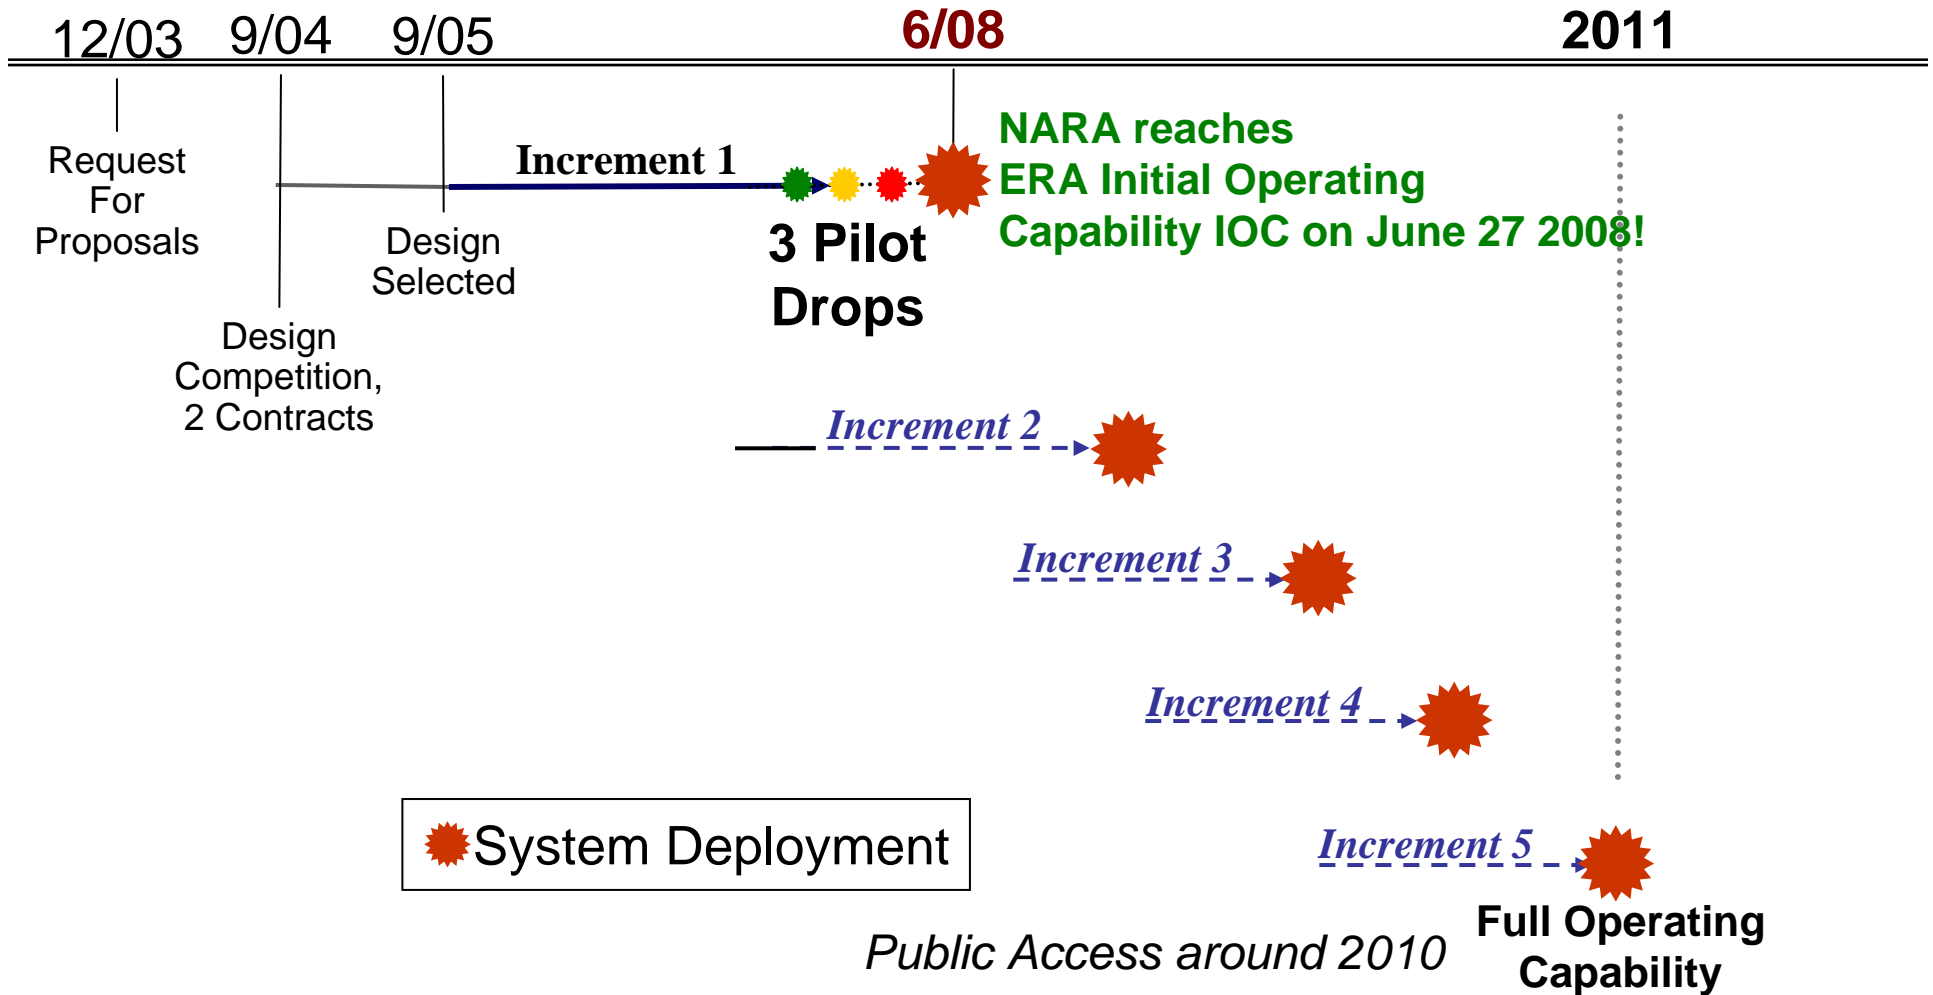 12/03 9/04 9/05 6/08 2011
Request
For
Proposals
Design
Competition,
2 Contracts
Design
Selected
Increment 1
3 Pilot
Drops
NARA reaches
ERA Initial Operating
Capability IOC on June 27 2008!
Increment 2
Increment 3
Increment 4
Increment 5
System Deployment
Full Operating
Capability
Public Access around 2010